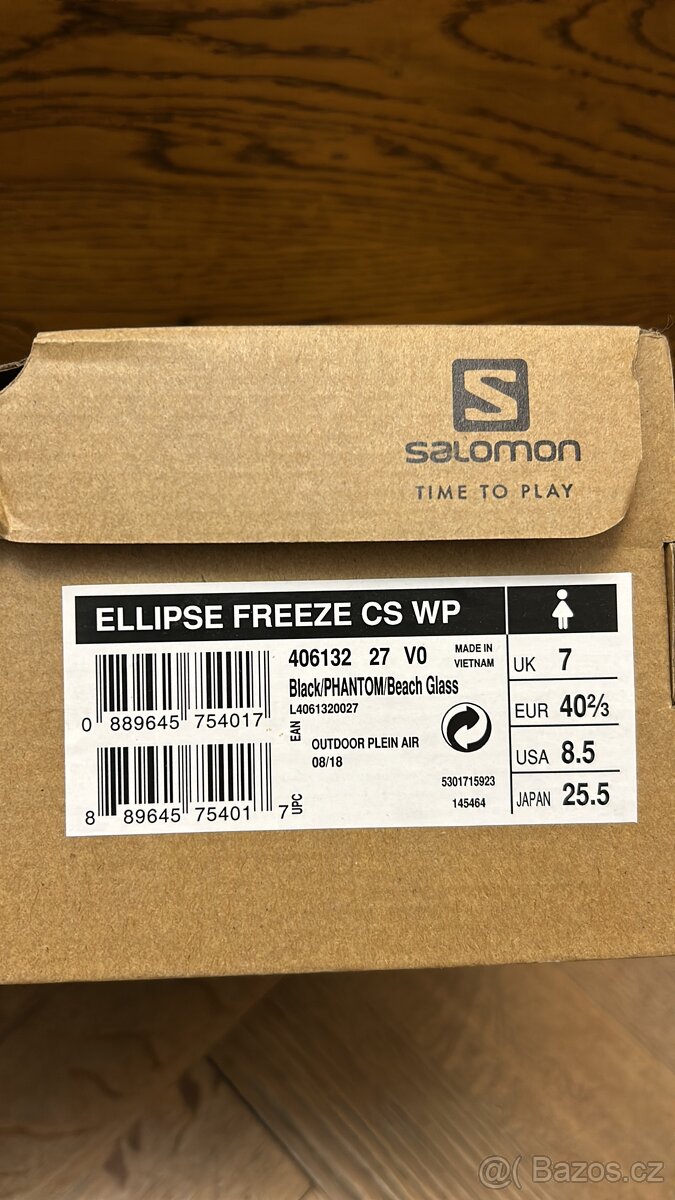 S
SALOMON
TIME TO PLAY
ELLIPSE FREEZE CS WP
406132 27 V0
MADE IN
VIETNAM
Black/PHANTOM/Beach Glass
L4061320027
0 889645 754017
EAN
OUTDOOR PLEIN AIR
08/18
5301715923
145464
8 89645 75401 7
UPC
UK 7
EUR 40⅔
USA 8.5
JAPAN 25.5
@( Bazos.cz